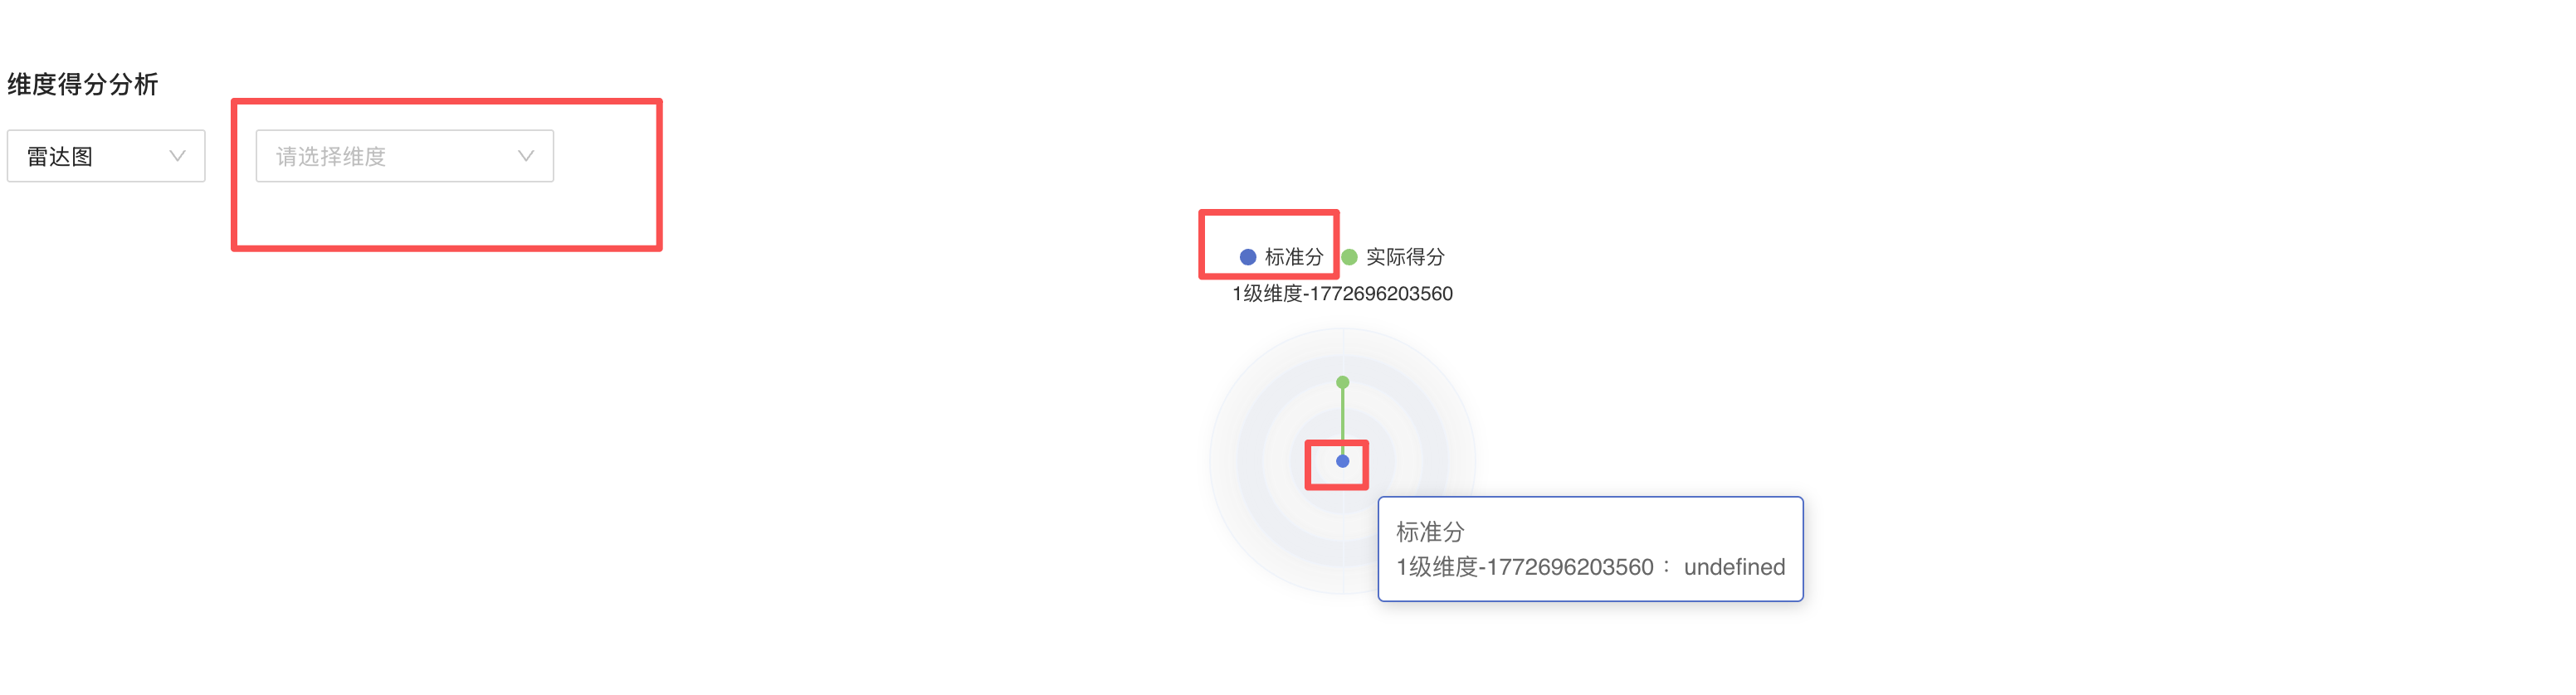 维度得分分析
雷达图
请选择维度
标准分
实际得分
1级维度-1772696203560
标准分
1级维度-1772696203560： undefined